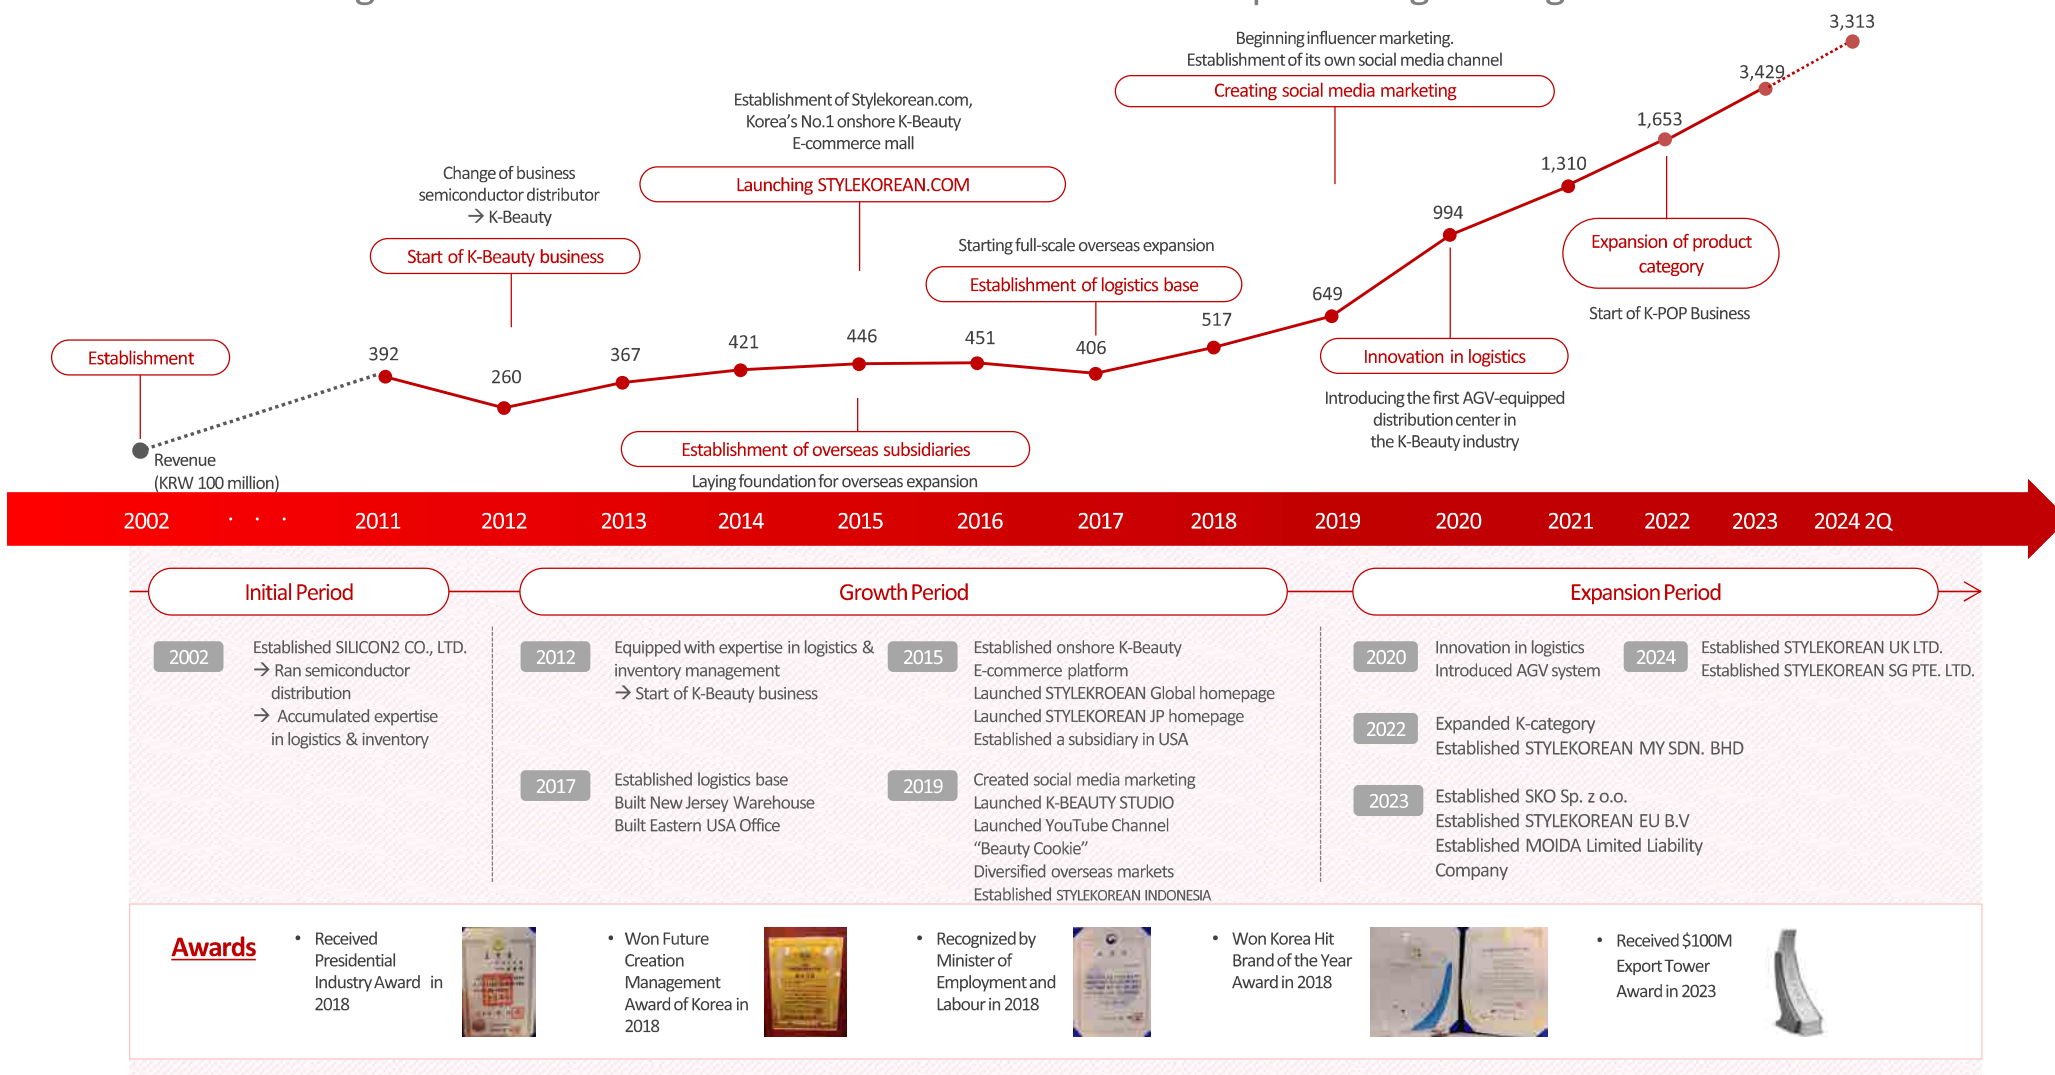 3,313
Beginning influencer marketing.
Establishment of its own social media channel
3,429
Creating social media marketing
Establishment of Stylekorean.com,
Korea's No.1 onshore K-Beauty
E-commerce mall
1,653
1,310
Change of business
semiconductor distributor
→ K-Beauty
Launching STYLEKOREAN.COM
994
Starting full-scale overseas expansion
Expansion of product
category
Start of K-Beauty business
Establishment of logistics base
649
Start of K-POP Business
517
Establishment
392
260
367
421
446
451
406
Innovation in logistics
Introducing the first AGV-equipped
distribution center in
the K-Beauty industry
Establishment of overseas subsidiaries
Laying foundation for overseas expansion
Revenue
(KRW 100 million)
2002 · · · 2011 2012 2013 2014 2015 2016 2017 2018 2019 2020 2021 2022 2023 2024 2Q
Initial Period
Growth Period
Expansion Period
2002
Established SILICON2 CO., LTD.
→ Ran semiconductor
distribution
→ Accumulated expertise
in logistics & inventory
2012
Equipped with expertise in logistics &
inventory management
→ Start of K-Beauty business
2017
Established logistics base
Built New Jersey Warehouse
Built Eastern USA Office
2015
Established onshore K-Beauty
E-commerce platform
Launched STYLEKROEAN Global homepage
Launched STYLEKOREAN JP homepage
Established a subsidiary in USA
2019
Created social media marketing
Launched K-BEAUTY STUDIO
Launched YouTube Channel
“Beauty Cookie”
Diversified overseas markets
Established STYLEKOREAN INDONESIA
2020
Innovation in logistics
Introduced AGV system
2022
Expanded K-category
Established STYLEKOREAN MY SDN. BHD
2023
Established SKO Sp. z o.o.
Established STYLEKOREAN EU B.V
Established MOIDA Limited Liability
Company
2024
Established STYLEKOREAN UK LTD.
Established STYLEKOREAN SG PTE. LTD.
Awards
• Received
Presidential
Industry Award in
2018
• Won Future
Creation
Management
Award of Korea in
2018
• Recognized by
Minister of
Employment and
Labour in 2018
• Won Korea Hit
Brand of the Year
Award in 2018
• Received $100M
Export Tower
Award in 2023